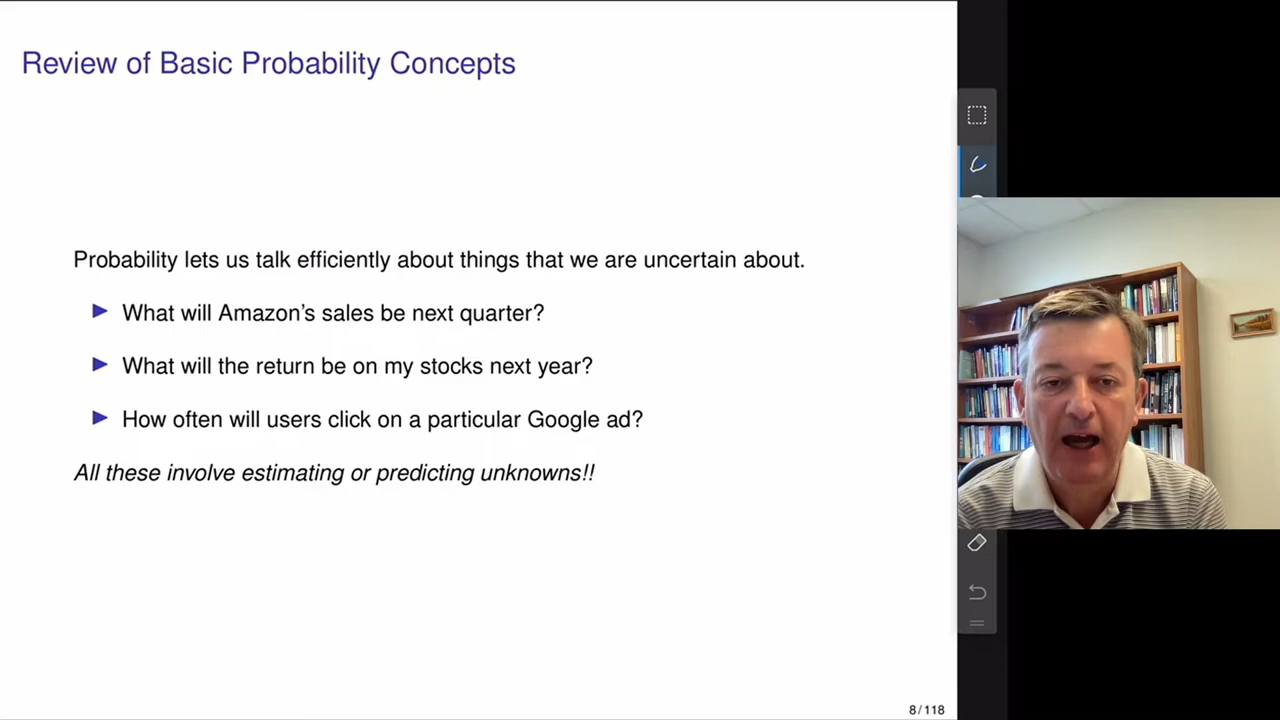 Review of Basic Probability Concepts
Probability lets us talk efficiently about things that we are uncertain about.
▶ What will Amazon's sales be next quarter?
▶ What will the return be on my stocks next year?
▶ How often will users click on a particular Google ad?
All these involve estimating or predicting unknowns!!
8 / 118